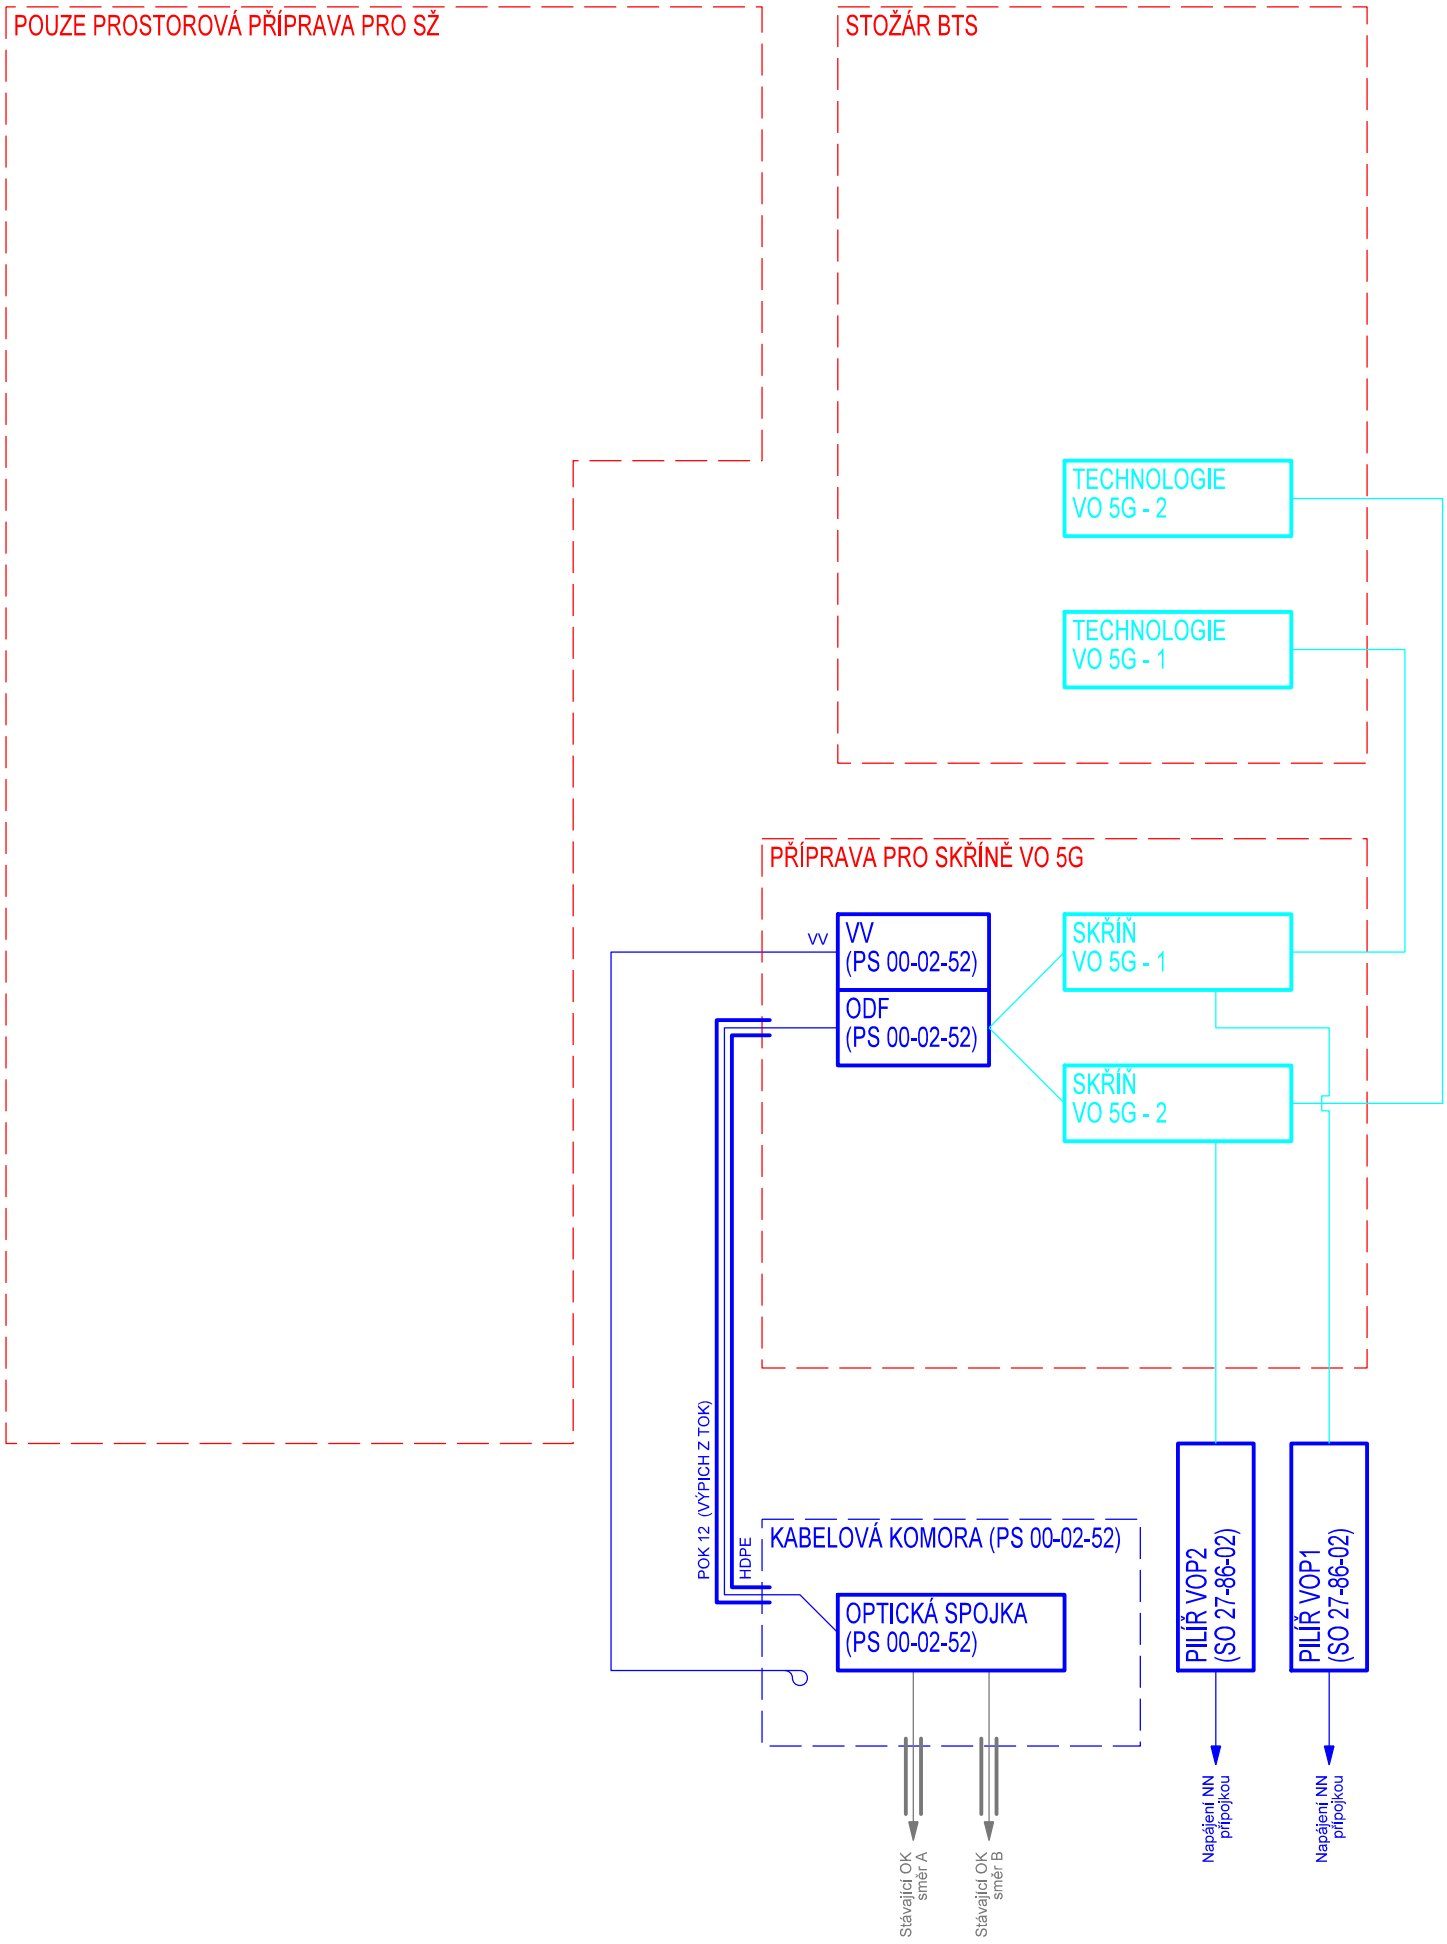 POUZE PROSTOROVÁ PŘÍPRAVA PRO SŽ
STOŽÁR BTS
TECHNOLOGIE
VO 5G - 2
TECHNOLOGIE
VO 5G - 1
PŘÍPRAVA PRO SKŘÍNĚ VO 5G
VV
VV
(PS 00-02-52)
ODF
(PS 00-02-52)
SKŘÍŇ
VO 5G - 1
SKŘÍŇ
VO 5G - 2
POK 12 (VÝPICH Z TOK)
HDPE
KABELOVÁ KOMORA (PS 00-02-52)
OPTICKÁ SPOJKA
(PS 00-02-52)
PILÍŘ VOP2
(SO 27-86-02)
PILÍŘ VOP1
(SO 27-86-02)
Stávající OK
směr A
Stávající OK
směr B
Napájení NN
přípojkou
Napájení NN
přípojkou